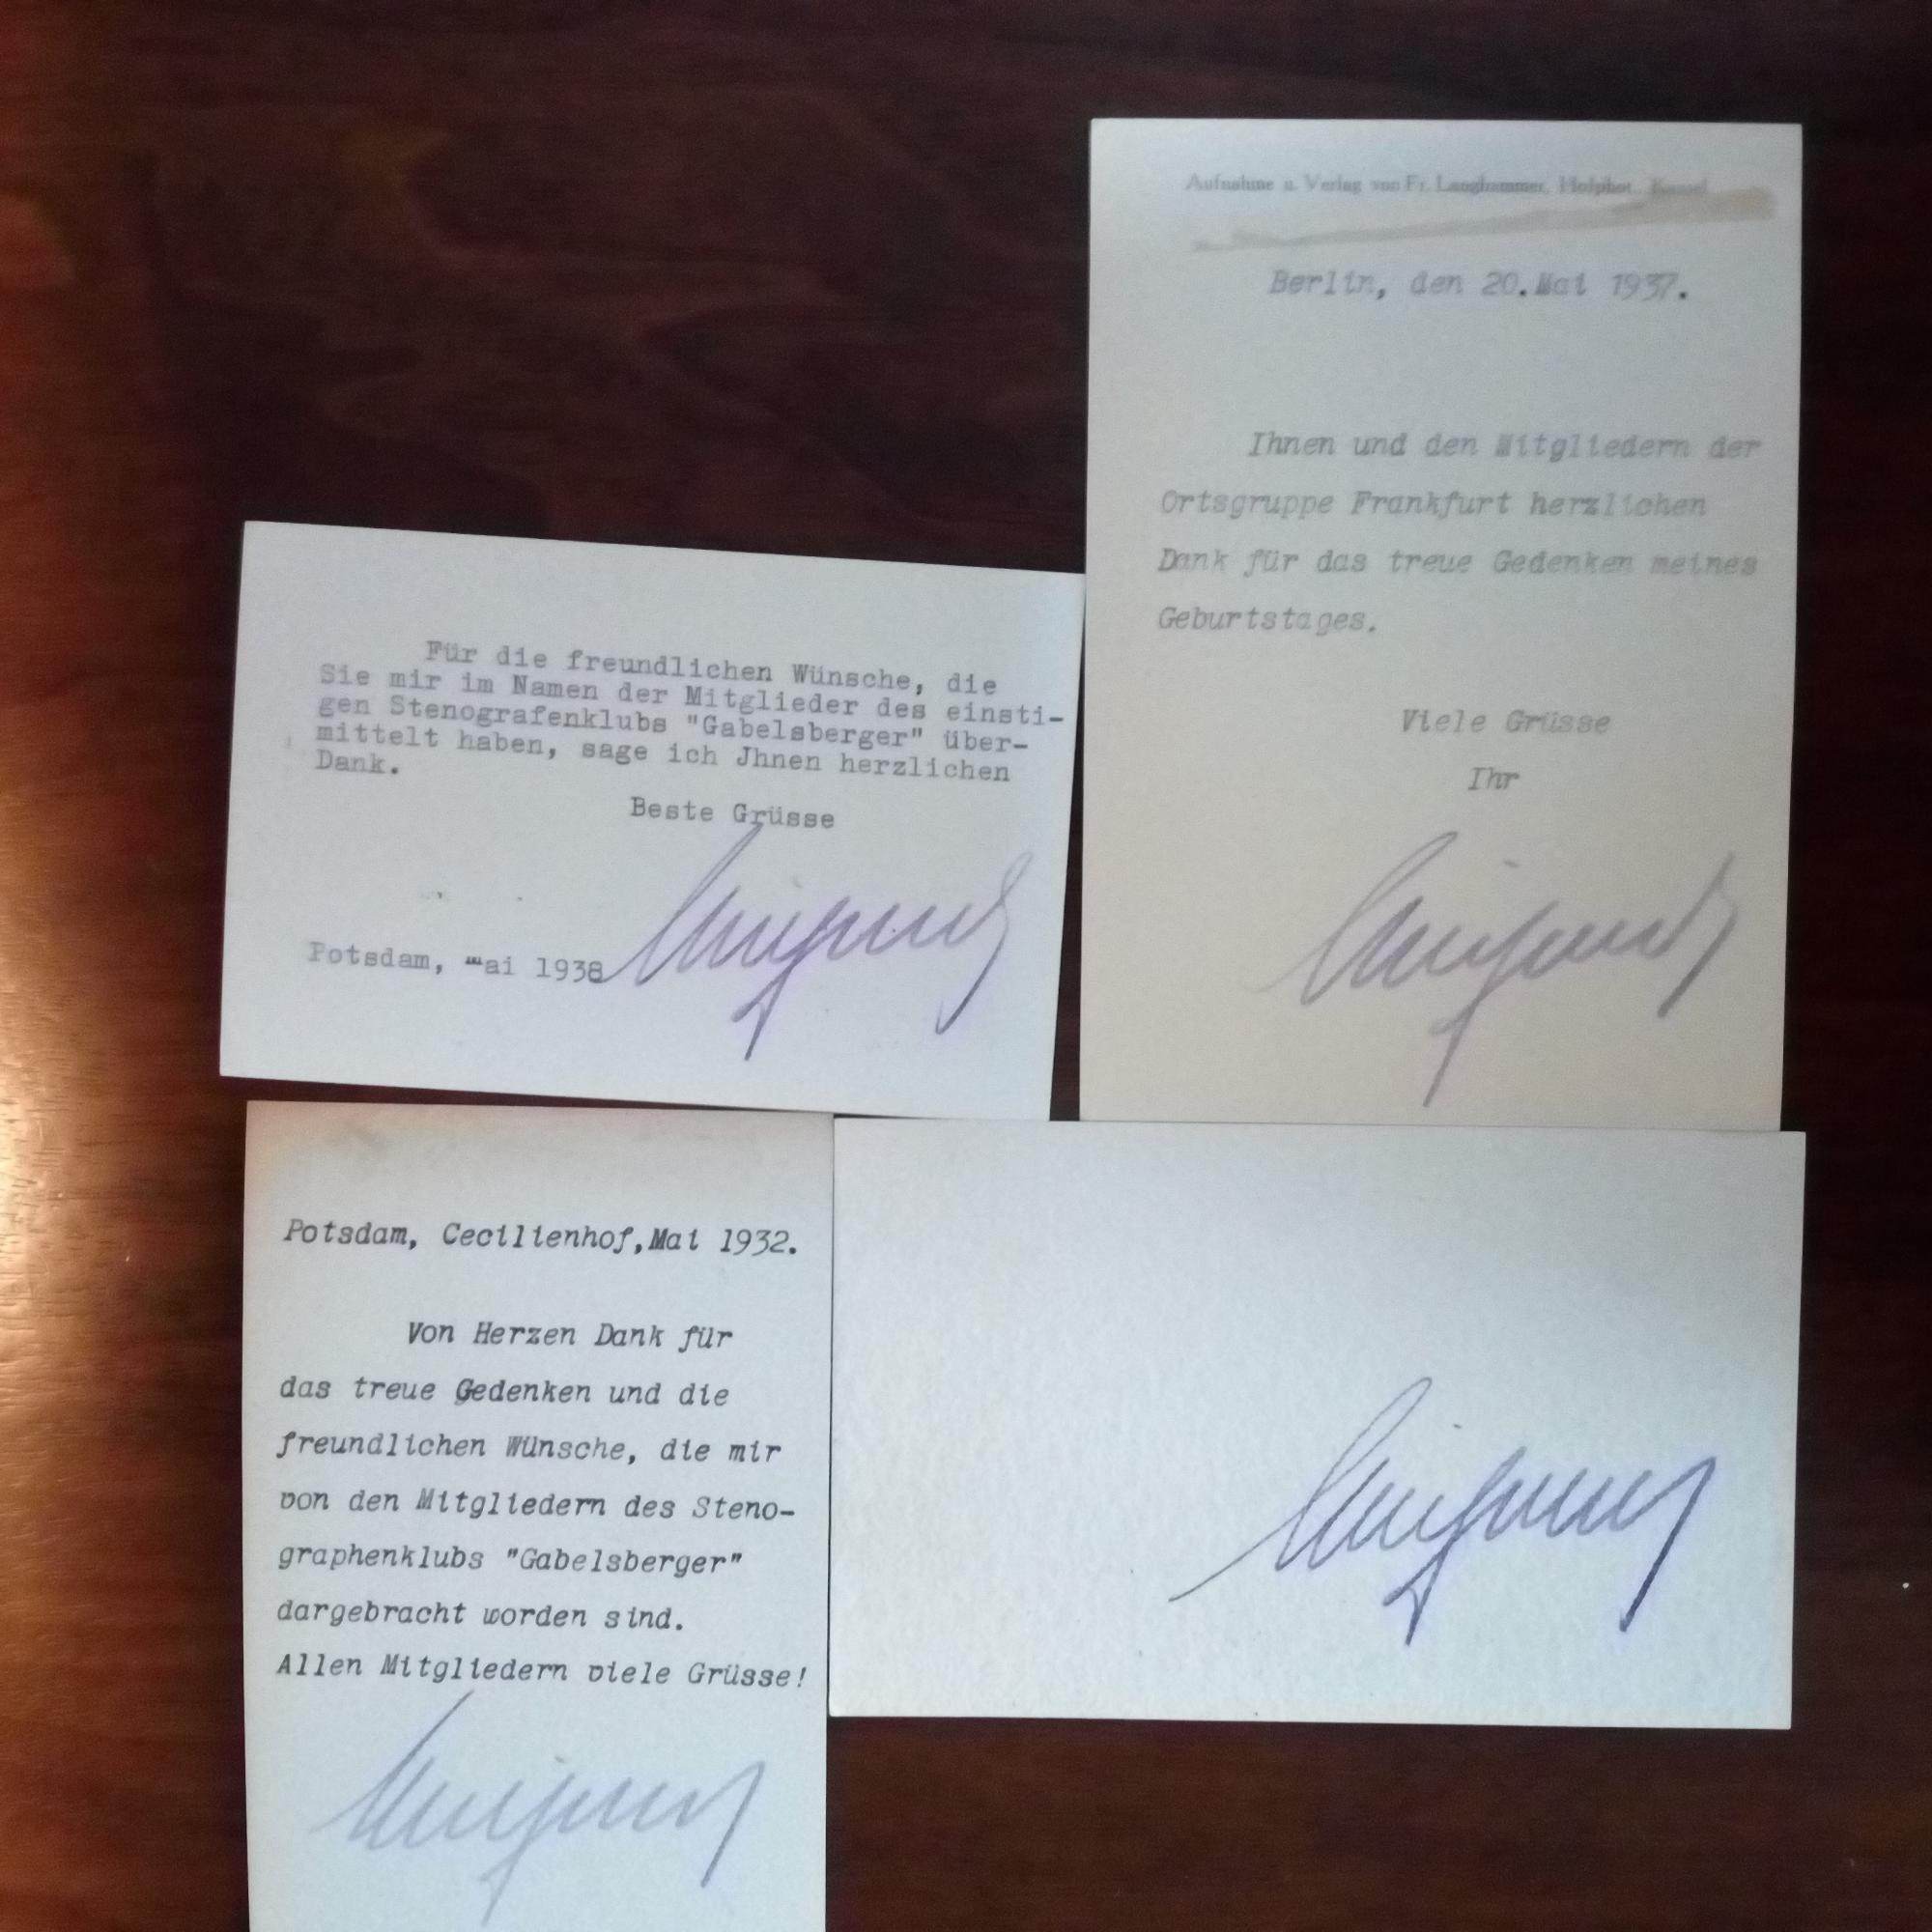 Aufnahme u. Verlag von Fr. Langhammer, Hofphot., Kassel
Berlin, den 20.Mai 1937.
Ihnen und den Mitgliedern der
Ortsgruppe Frankfurt herzlichen
Dank für das treue Gedenken meines
Geburtstages.
Viele Grüsse
Ihr
Für die freundlichen Wünsche, die
Sie mir im Namen der Mitglieder des einsti-
gen Stenografenklubs "Gabelsberger" über-
mittelt haben, sage ich Jhnen herzlichen
Dank.
Beste Grüsse
Potsdam, Mai 1938
Potsdam, Cecilienhof,Mai 1932.
Von Herzen Dank für
das treue Gedenken und die
freundlichen Wünsche, die mir
von den Mitgliedern des Steno-
graphenklubs "Gabelsberger"
dargebracht worden sind.
Allen Mitgliedern viele Grüsse!